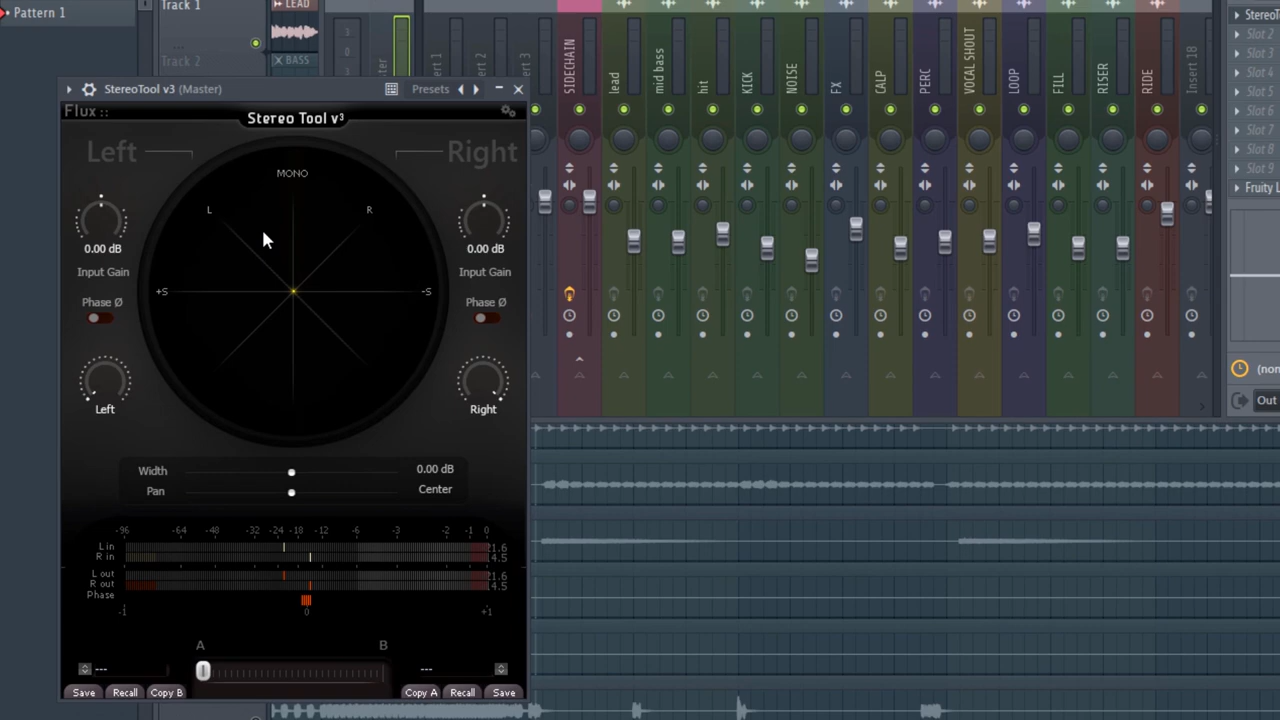 Pattern 1
Track 1
Track 2
LEAD
BASS
StereoTool v3 (Master)
Presets
Flux ::
Stereo Tool v3
Left
Right
MONO
L
R
+S
-S
0.00 dB
0.00 dB
Input Gain
Input Gain
Phase Ø
Phase Ø
Left
Right
Width
0.00 dB
Pan
Center
-96 -64 -48 -32 -24 -18 -12 -6 -3 -2 -1 0
L in
R in
L out
R out
Phase
-1 0 +1
A
B
---
---
Save
Recall
Copy B
Copy A
Recall
Save
SIDECHAIN
lead
mid bass
hit
KICK
NOISE
FX
CALP
PERC
VOCAL SHOUT
LOOP
FILL
RISER
RIDE
Insert 18
StereoT
Slot 2
Slot 3
Slot 4
Slot 5
Slot 6
Slot 7
Slot 8
Slot 9
Fruity L
(non
Out